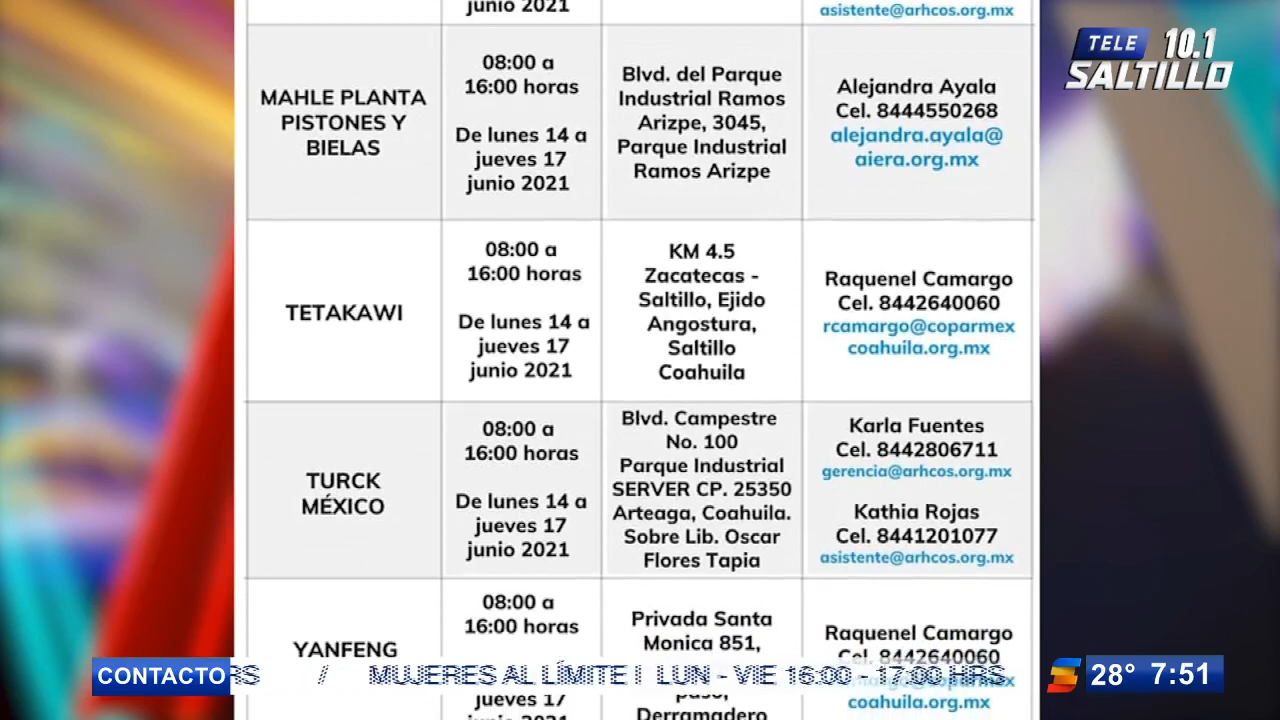 junio 2021
asistente@arhcos.org.mx
TELE 10.1
SALTILLO
MAHLE PLANTA
PISTONES Y
BIELAS
08:00 a
16:00 horas
De lunes 14 a
jueves 17
junio 2021
Blvd. del Parque
Industrial Ramos
Arizpe, 3045,
Parque Industrial
Ramos Arizpe
Alejandra Ayala
Cel. 8444550268
alejandra.ayala@
aiera.org.mx
TETAKAWI
08:00 a
16:00 horas
De lunes 14 a
jueves 17
junio 2021
KM 4.5
Zacatecas -
Saltillo, Ejido
Angostura,
Saltillo
Coahuila
Raquenel Camargo
Cel. 8442640060
rcamargo@coparmex
coahuila.org.mx
TURCK
MÉXICO
08:00 a
16:00 horas
De lunes 14 a
jueves 17
junio 2021
Blvd. Campestre
No. 100
Parque Industrial
SERVER CP. 25350
Arteaga, Coahuila.
Sobre Lib. Oscar
Flores Tapia
Karla Fuentes
Cel. 8442806711
gerencia@arhcos.org.mx
Kathia Rojas
Cel. 8441201077
asistente@arhcos.org.mx
YANFENG
08:00 a
16:00 horas
jueves 17
junio 2021
Privada Santa
Monica 851,
paso,
Derramadero
Raquenel Camargo
Cel. 8442640060
coahuila.org.mx
CONTACTO RS / MUJERES AL LÍMITE | LUN - VIE 16:00 - 17:00 HRS
28° 7:51